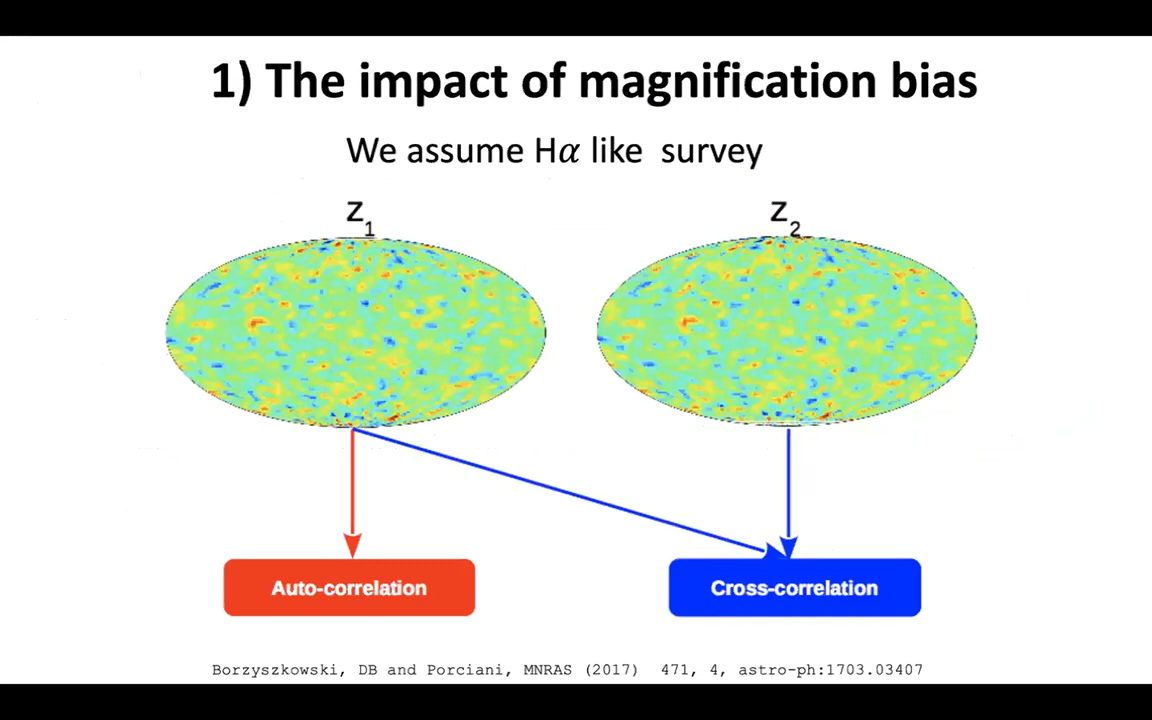 1) The impact of magnification bias
We assume H𝛼 like survey
z₁
z₂
Auto-correlation
Cross-correlation
Borzyszkowski, DB and Porciani, MNRAS (2017) 471, 4, astro-ph:1703.03407